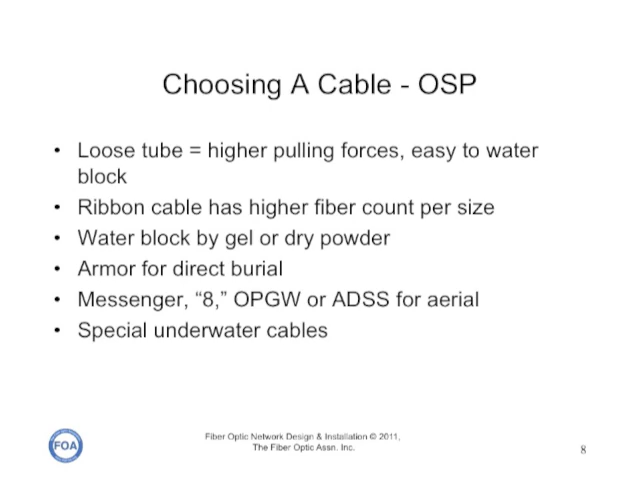 Choosing A Cable - OSP
• Loose tube = higher pulling forces, easy to water
block
• Ribbon cable has higher fiber count per size
• Water block by gel or dry powder
• Armor for direct burial
• Messenger, “8,” OPGW or ADSS for aerial
• Special underwater cables
FOA
Fiber Optic Network Design & Installation © 2011,
The Fiber Optic Assn. Inc.
8